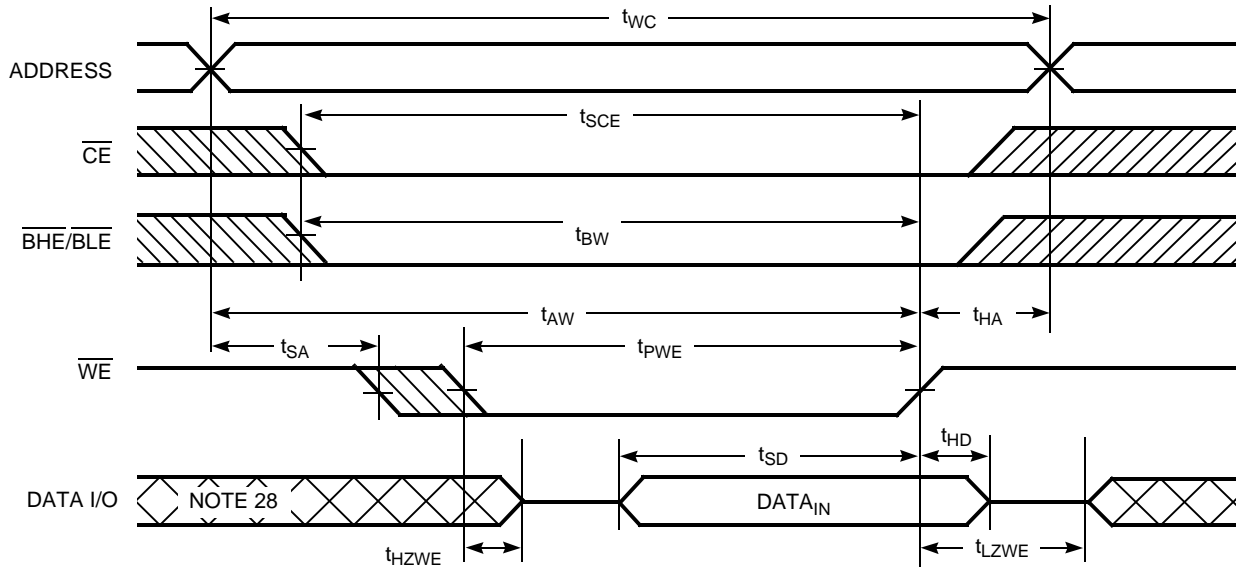 tWC
ADDRESS
tSCE
CE
BHE/BLE
tBW
tAW
tHA
tSA
tPWE
WE
tSD
tHD
DATA I/O
NOTE 28
DATAIN
tHZWE
tLZWE